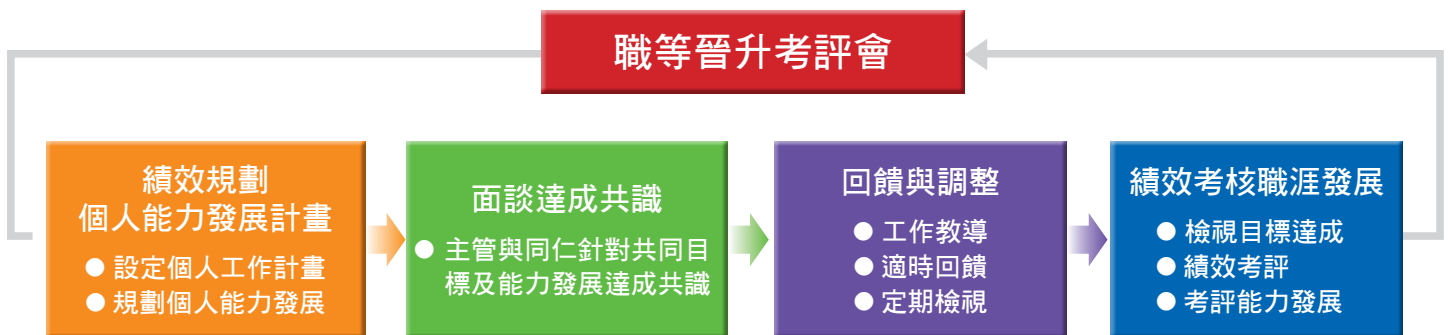 職等晉升考評會
績效規劃
個人能力發展計畫
● 設定個人工作計畫
● 規劃個人能力發展
面談達成共識
● 主管與同仁針對共同目
標及能力發展達成共識
回饋與調整
● 工作教導
● 適時回饋
● 定期檢視
績效考核職涯發展
● 檢視目標達成
● 績效考評
● 考評能力發展